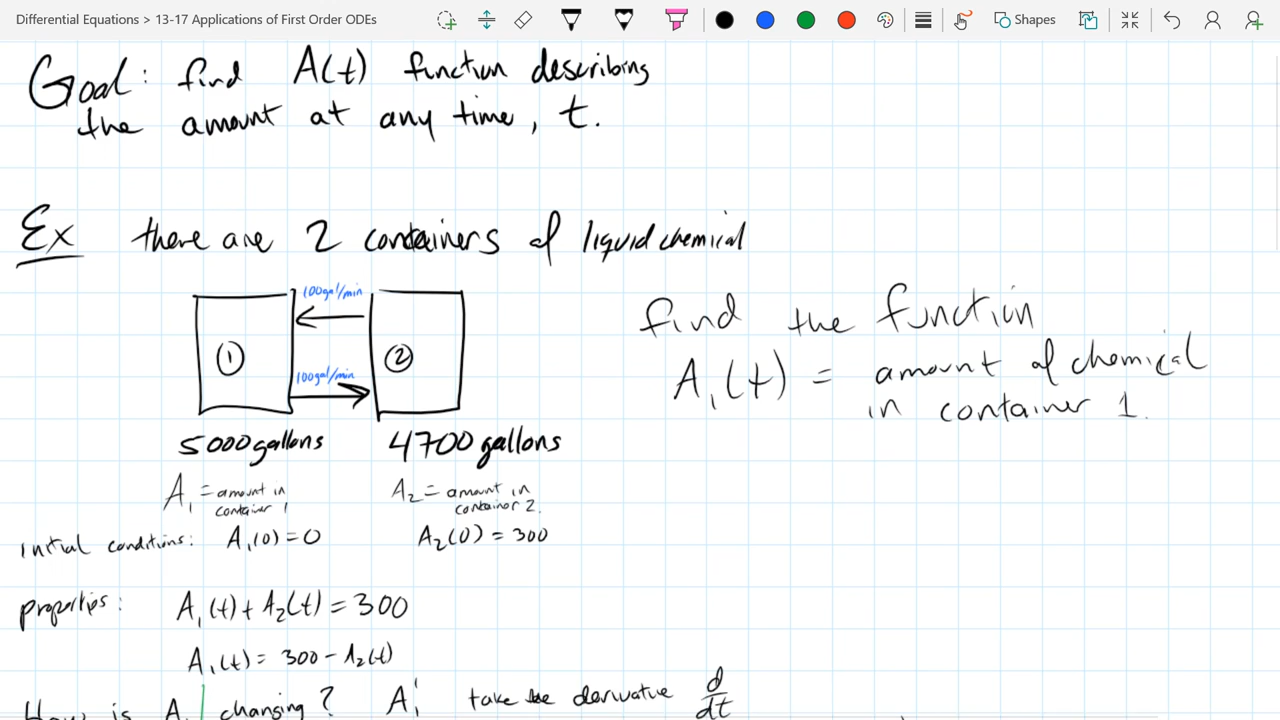 Differential Equations > 13-17 Applications of First Order ODEs
Shapes
Goal: find A(t) function describing
the amount at any time, t.
Ex there are 2 containers of liquid chemical
100gal/min
① ②
100gal/min
5000 gallons 4700 gallons
find the function
A₁(t) = amount of chemical
in container 1.
A₁ = amount in
container 1
A₂ = amount in
container 2.
initial conditions: A₁(0)=0 A₂(0)=300
properties: A₁(t)+A₂(t)=300
A₁(t)= 300-A₂(t)
How is A₁ changing? A₁' take the derivative d/dt